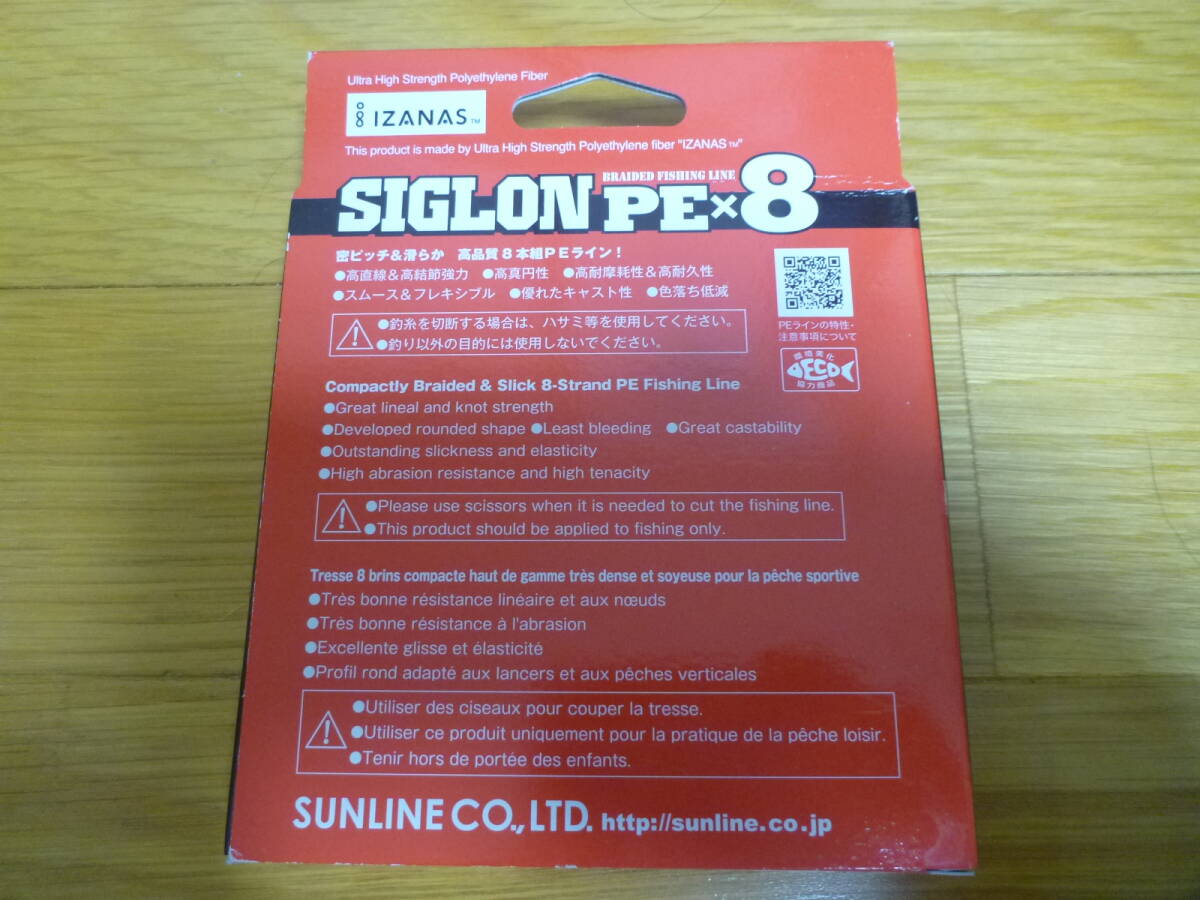 Ultra High Strength Polyethylene Fiber
IZANAS™
This product is made by Ultra High Strength Polyethylene fiber "IZANAS™"
BRAIDED FISHING LINE
SIGLON PE×8
密ピッチ&滑らか 高品質8本組PEライン!
●高直線&高結節強力 ●高真円性 ●高耐摩耗性&高耐久性
●スムース&フレキシブル ●優れたキャスト性 ●色落ち低減
●釣糸を切断する場合は、ハサミ等を使用してください。
●釣り以外の目的には使用しないでください。
PEラインの特性・
注意事項について
環境美化
ECO
協力商品
Compactly Braided & Slick 8-Strand PE Fishing Line
●Great lineal and knot strength
●Developed rounded shape ●Least bleeding ●Great castability
●Outstanding slickness and elasticity
●High abrasion resistance and high tenacity
●Please use scissors when it is needed to cut the fishing line.
●This product should be applied to fishing only.
Tresse 8 brins compacte haut de gamme très dense et soyeuse pour la pêche sportive
●Très bonne résistance linéaire et aux nœuds
●Très bonne résistance à l'abrasion
●Excellente glisse et élasticité
●Profil rond adapté aux lancers et aux pêches verticales
●Utiliser des ciseaux pour couper la tresse.
●Utiliser ce produit uniquement pour la pratique de la pêche loisir.
●Tenir hors de portée des enfants.
SUNLINE CO., LTD. http://sunline.co.jp